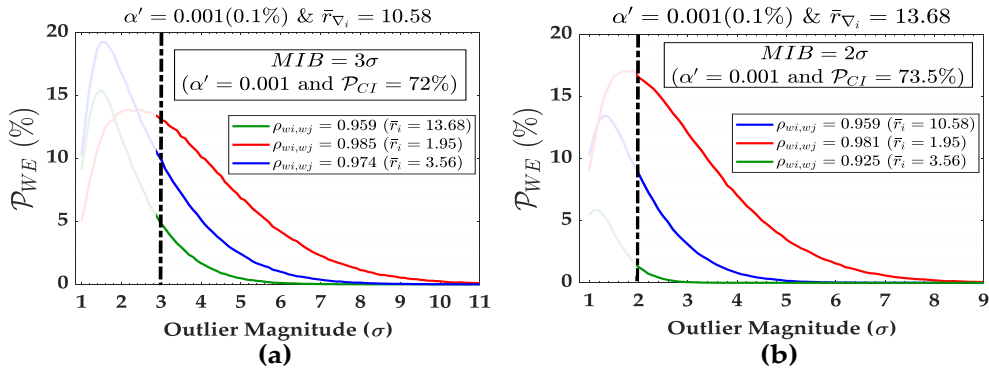 α′ = 0.001(0.1%) & r̄∇ᵢ = 10.58
MIB = 3σ
(α′ = 0.001 and 𝒫CI = 72%)
ρwi,wj = 0.959 (r̄ᵢ = 13.68)
ρwi,wj = 0.985 (r̄ᵢ = 1.95)
ρwi,wj = 0.974 (r̄ᵢ = 3.56)
𝒫WE (%)
20
15
10
5
0
1 2 3 4 5 6 7 8 9 10 11
Outlier Magnitude (σ)
(a)
α′ = 0.001(0.1%) & r̄∇ᵢ = 13.68
MIB = 2σ
(α′ = 0.001 and 𝒫CI = 73.5%)
ρwi,wj = 0.959 (r̄ᵢ = 10.58)
ρwi,wj = 0.981 (r̄ᵢ = 1.95)
ρwi,wj = 0.925 (r̄ᵢ = 3.56)
𝒫WE (%)
20
15
10
5
0
1 2 3 4 5 6 7 8 9
Outlier Magnitude (σ)
(b)